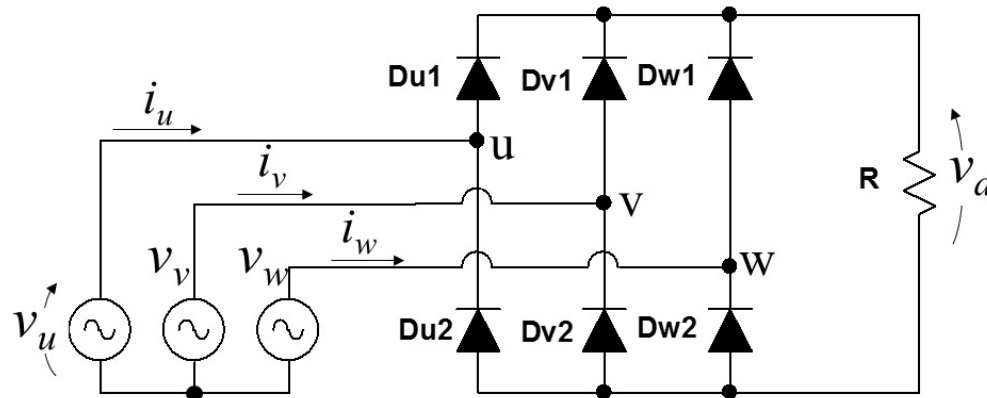 Du1
Dv1
Dw1
i_u
u
i_v
v
i_w
w
R
v_d
v_v
v_w
v_u
Du2
Dv2
Dw2